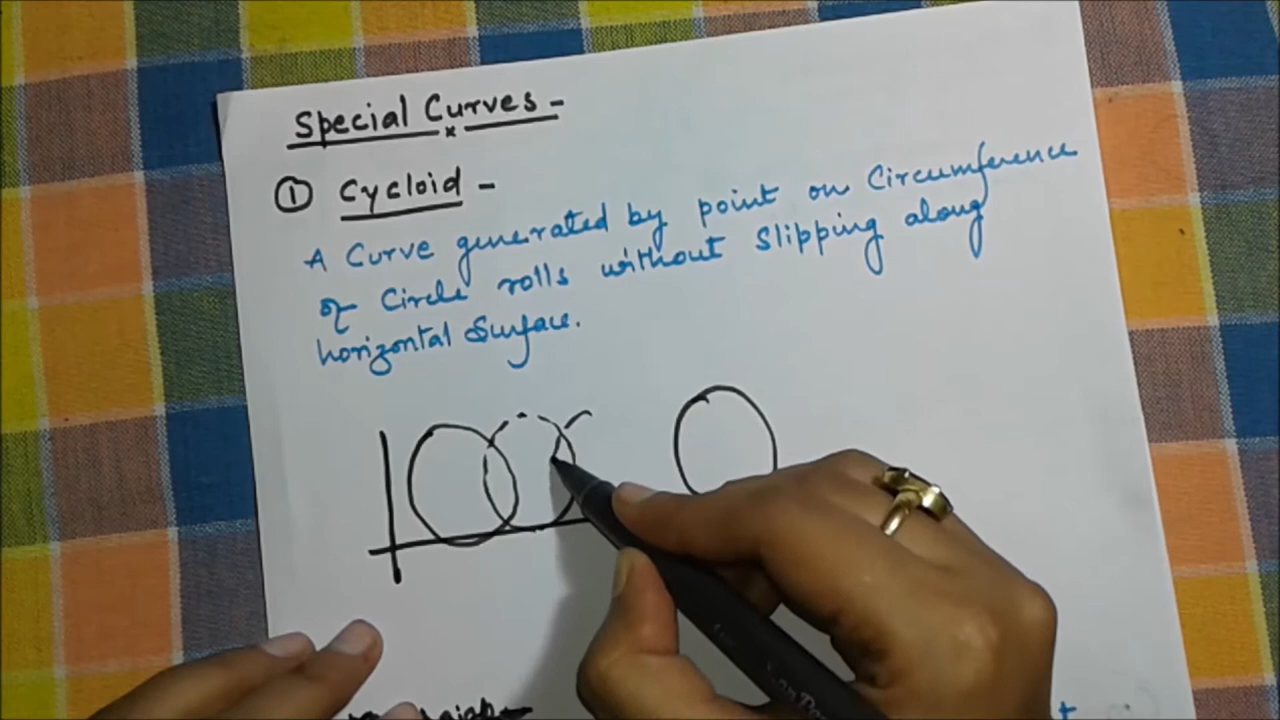 Special Curves -
① Cycloid -
A Curve generated by point on Circumference
of Circle rolls without slipping along
horizontal Surface.